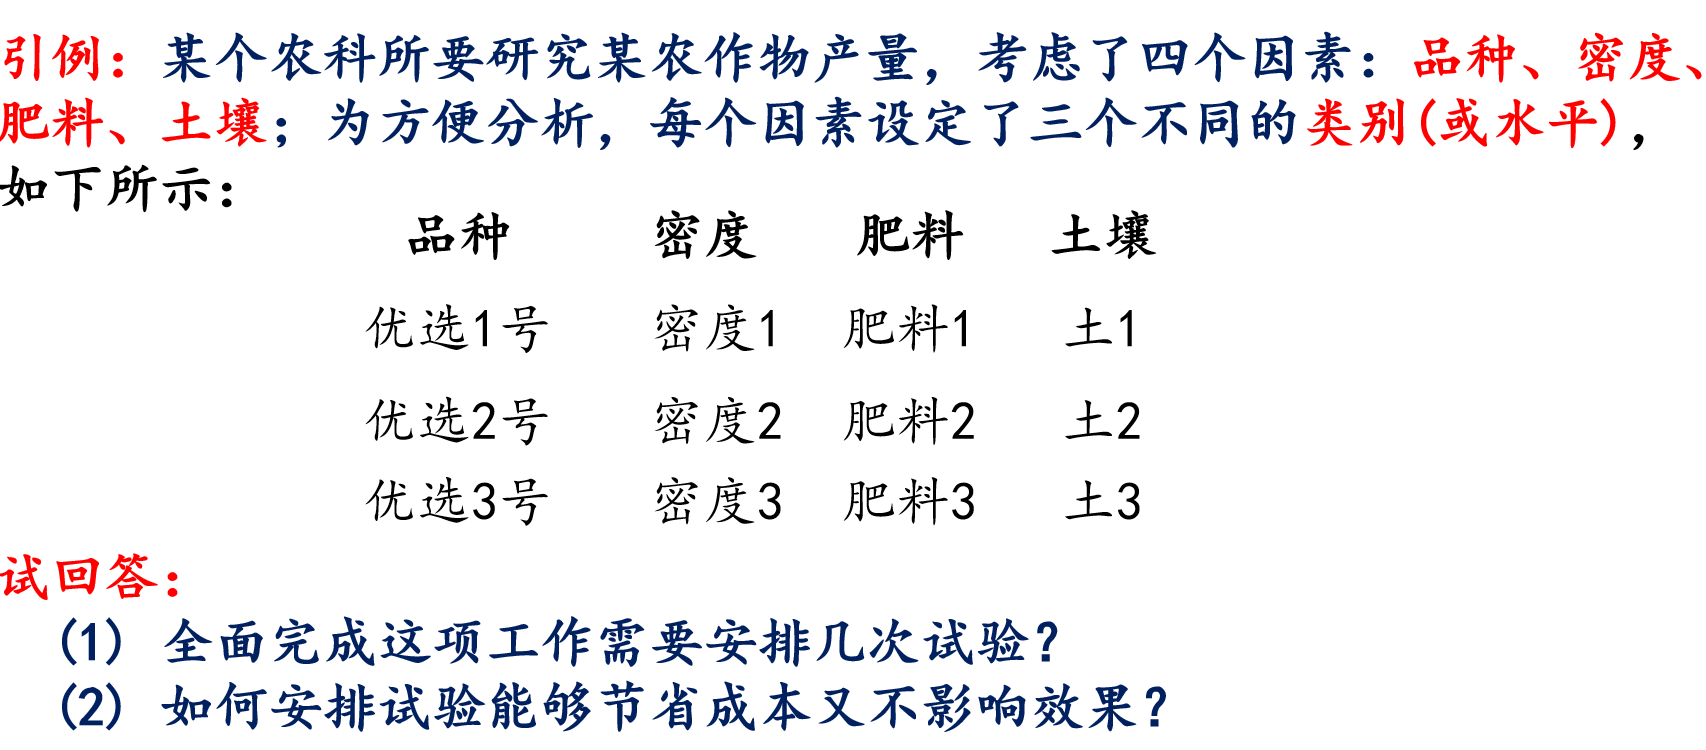 引例：某个农科所要研究某农作物产量，考虑了四个因素：品种、密度、
肥料、土壤；为方便分析，每个因素设定了三个不同的类别(或水平)，
如下所示：
品种 密度 肥料 土壤
优选1号 密度1 肥料1 土1
优选2号 密度2 肥料2 土2
优选3号 密度3 肥料3 土3
试回答：
(1) 全面完成这项工作需要安排几次试验？
(2) 如何安排试验能够节省成本又不影响效果？